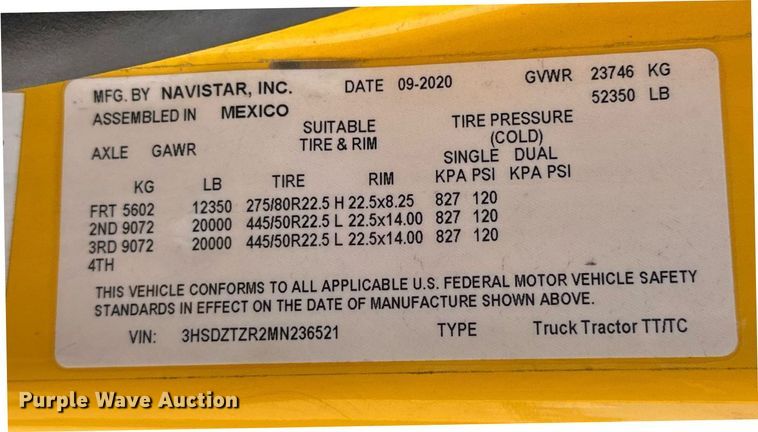 MFG. BY NAVISTAR, INC. DATE 09-2020 GVWR 23746 KG
ASSEMBLED IN MEXICO 52350 LB
SUITABLE TIRE PRESSURE
AXLE GAWR TIRE & RIM (COLD)
SINGLE DUAL
KG LB TIRE RIM KPA PSI KPA PSI
FRT 5602 12350 275/80R22.5 H 22.5x8.25 827 120
2ND 9072 20000 445/50R22.5 L 22.5x14.00 827 120
3RD 9072 20000 445/50R22.5 L 22.5x14.00 827 120
4TH
THIS VEHICLE CONFORMS TO ALL APPLICABLE U.S. FEDERAL MOTOR VEHICLE SAFETY
STANDARDS IN EFFECT ON THE DATE OF MANUFACTURE SHOWN ABOVE.
VIN: 3HSDZTZR2MN236521 TYPE Truck Tractor TT/TC
Purple Wave Auction